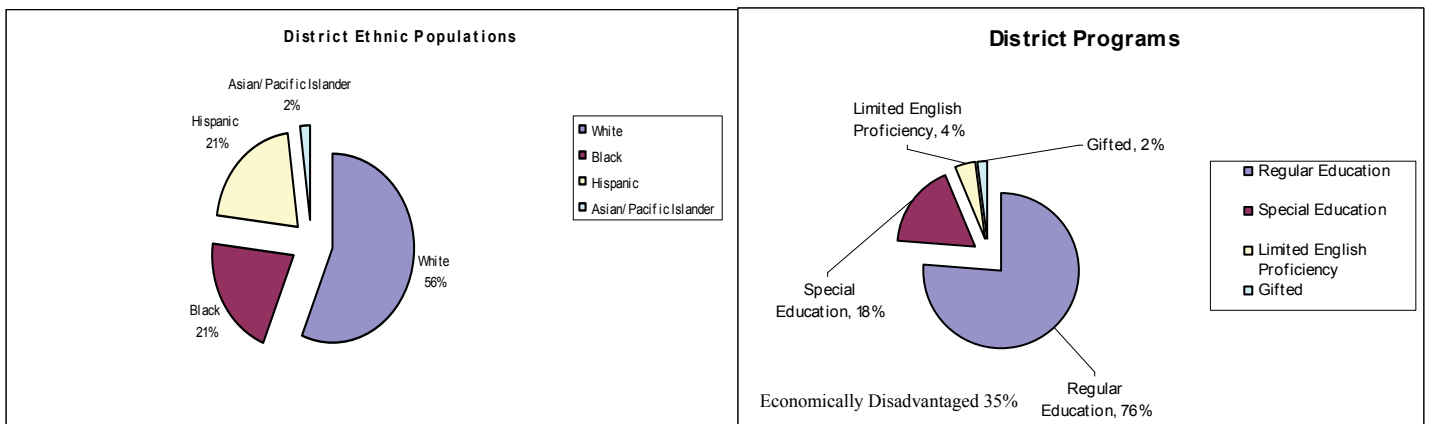 District Ethnic Populations
Asian/ Pacific Islander
2%
Hispanic
21%
Black
21%
White
56%
White
Black
Hispanic
Asian/ Pacific Islander
District Programs
Limited English
Proficiency, 4%
Gifted, 2%
Special
Education, 18%
Regular
Education, 76%
Economically Disadvantaged 35%
Regular Education
Special Education
Limited English
Proficiency
Gifted